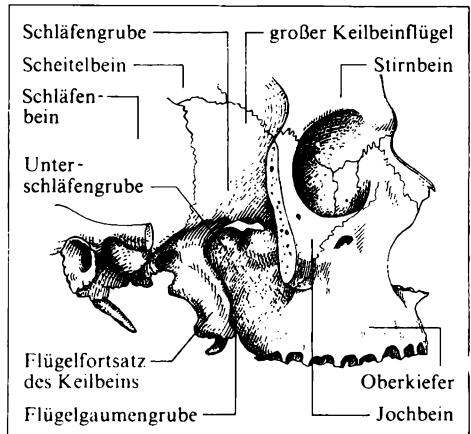 Schläfengrube
großer Keilbeinflügel
Scheitelbein
Stirnbein
Schläfen-
bein
Unter-
schläfengrube
Flügelfortsatz
des Keilbeins
Oberkiefer
Flügelgaumengrube
Jochbein